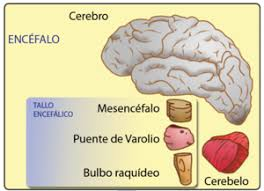 Cerebro
ENCÉFALO
TALLO
ENCEFÁLICO
Mesencéfalo
Puente de Varolio
Bulbo raquídeo
Cerebelo